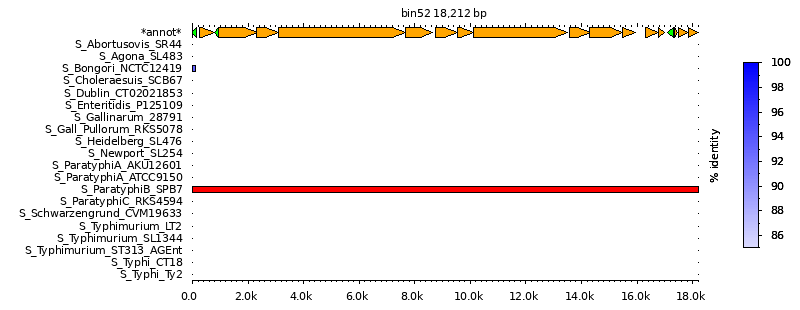 bin52 18,212 bp
*annot*
S_Abortusovis_SR44
S_Agona_SL483
S_Bongori_NCTC12419
S_Choleraesuis_SCB67
S_Dublin_CT02021853
S_Enteritidis_P125109
S_Gallinarum_28791
S_Gall_Pullorum_RKS5078
S_Heidelberg_SL476
S_Newport_SL254
S_ParatyphiA_AKU12601
S_ParatyphiA_ATCC9150
S_ParatyphiB_SPB7
S_ParatyphiC_RKS4594
S_Schwarzengrund_CVM19633
S_Typhimurium_LT2
S_Typhimurium_SL1344
S_Typhimurium_ST313_AGEnt
S_Typhi_CT18
S_Typhi_Ty2
0.0 2.0k 4.0k 6.0k 8.0k 10.0k 12.0k 14.0k 16.0k 18.0k
% identity
100
98
96
94
92
90
88
86